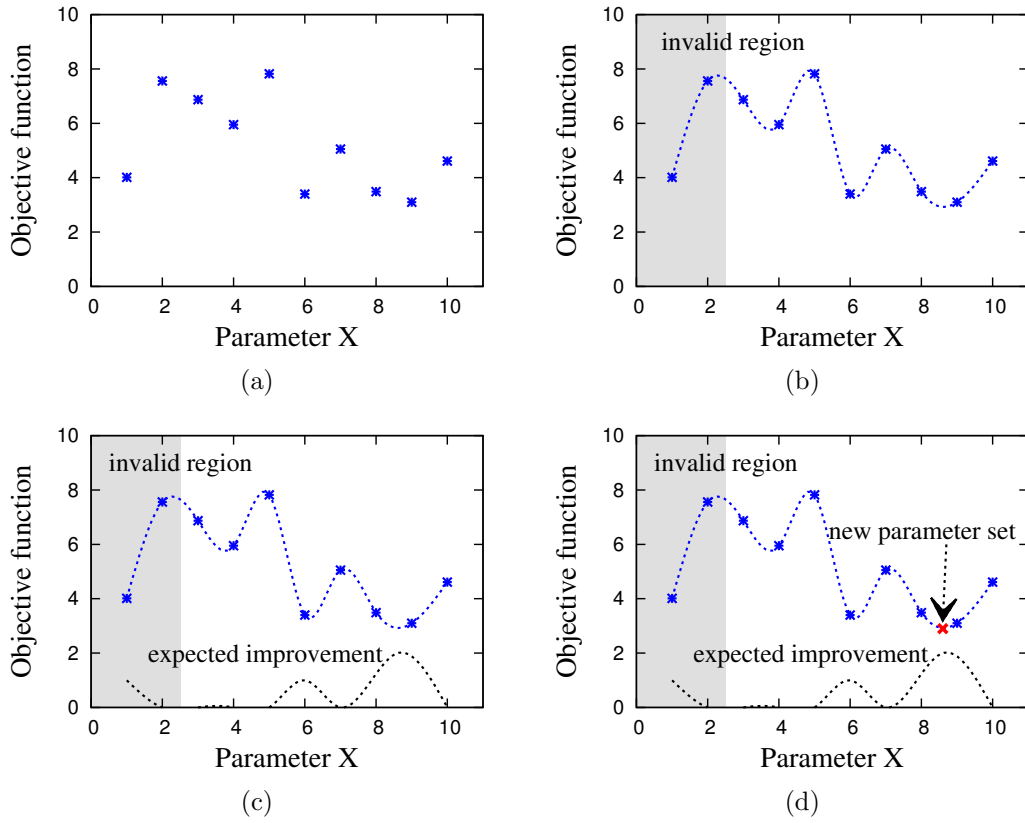 10
8
6
4
2
0
0 2 4 6 8 10
Objective function
Parameter X
(a)
10
8
6
4
2
0
0 2 4 6 8 10
Objective function
Parameter X
invalid region
(b)
10
8
6
4
2
0
0 2 4 6 8 10
Objective function
Parameter X
invalid region
expected improvement
(c)
10
8
6
4
2
0
0 2 4 6 8 10
Objective function
Parameter X
invalid region
new parameter set
expected improvement
(d)